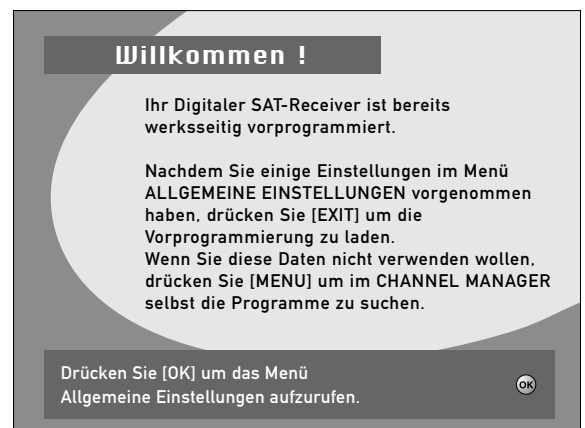 Willkommen !
Ihr Digitaler SAT-Receiver ist bereits
werksseitig vorprogrammiert.
Nachdem Sie einige Einstellungen im Menü
ALLGEMEINE EINSTELLUNGEN vorgenommen
haben, drücken Sie [EXIT] um die
Vorprogrammierung zu laden.
Wenn Sie diese Daten nicht verwenden wollen,
drücken Sie [MENU] um im CHANNEL MANAGER
selbst die Programme zu suchen.
Drücken Sie [OK] um das Menü
Allgemeine Einstellungen aufzurufen.
OK